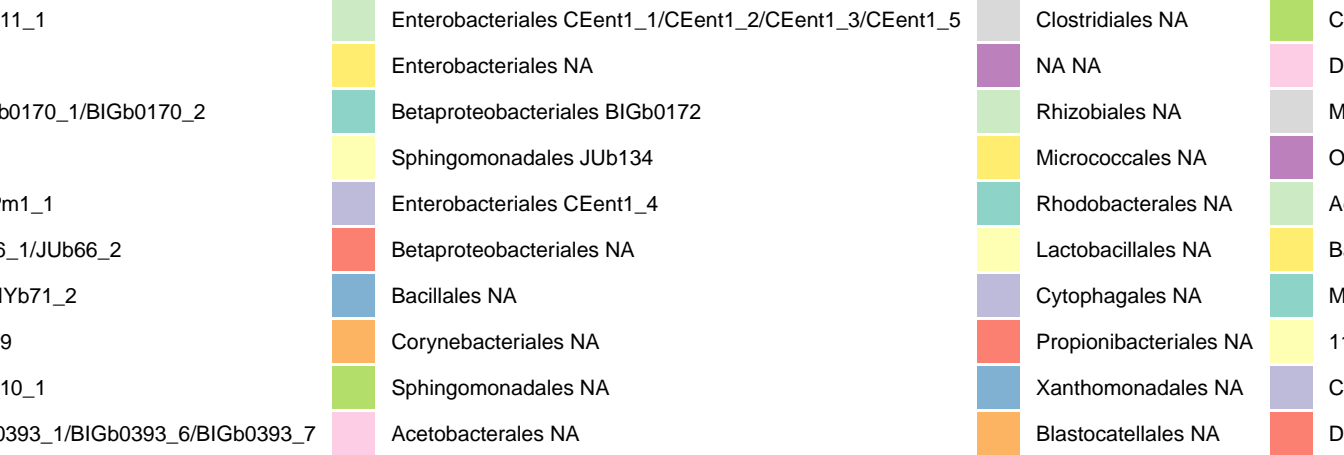 11_1
Enterobacteriales CEent1_1/CEent1_2/CEent1_3/CEent1_5
Clostridiales NA
C
Enterobacteriales NA
NA NA
D
b0170_1/BIGb0170_2
Betaproteobacteriales BIGb0172
Rhizobiales NA
M
Sphingomonadales JUb134
Micrococcales NA
O
m1_1
Enterobacteriales CEent1_4
Rhodobacterales NA
A
6_1/JUb66_2
Betaproteobacteriales NA
Lactobacillales NA
B
Yb71_2
Bacillales NA
Cytophagales NA
M
9
Corynebacteriales NA
Propionibacteriales NA
11
10_1
Sphingomonadales NA
Xanthomonadales NA
C
0393_1/BIGb0393_6/BIGb0393_7
Acetobacterales NA
Blastocatellales NA
D